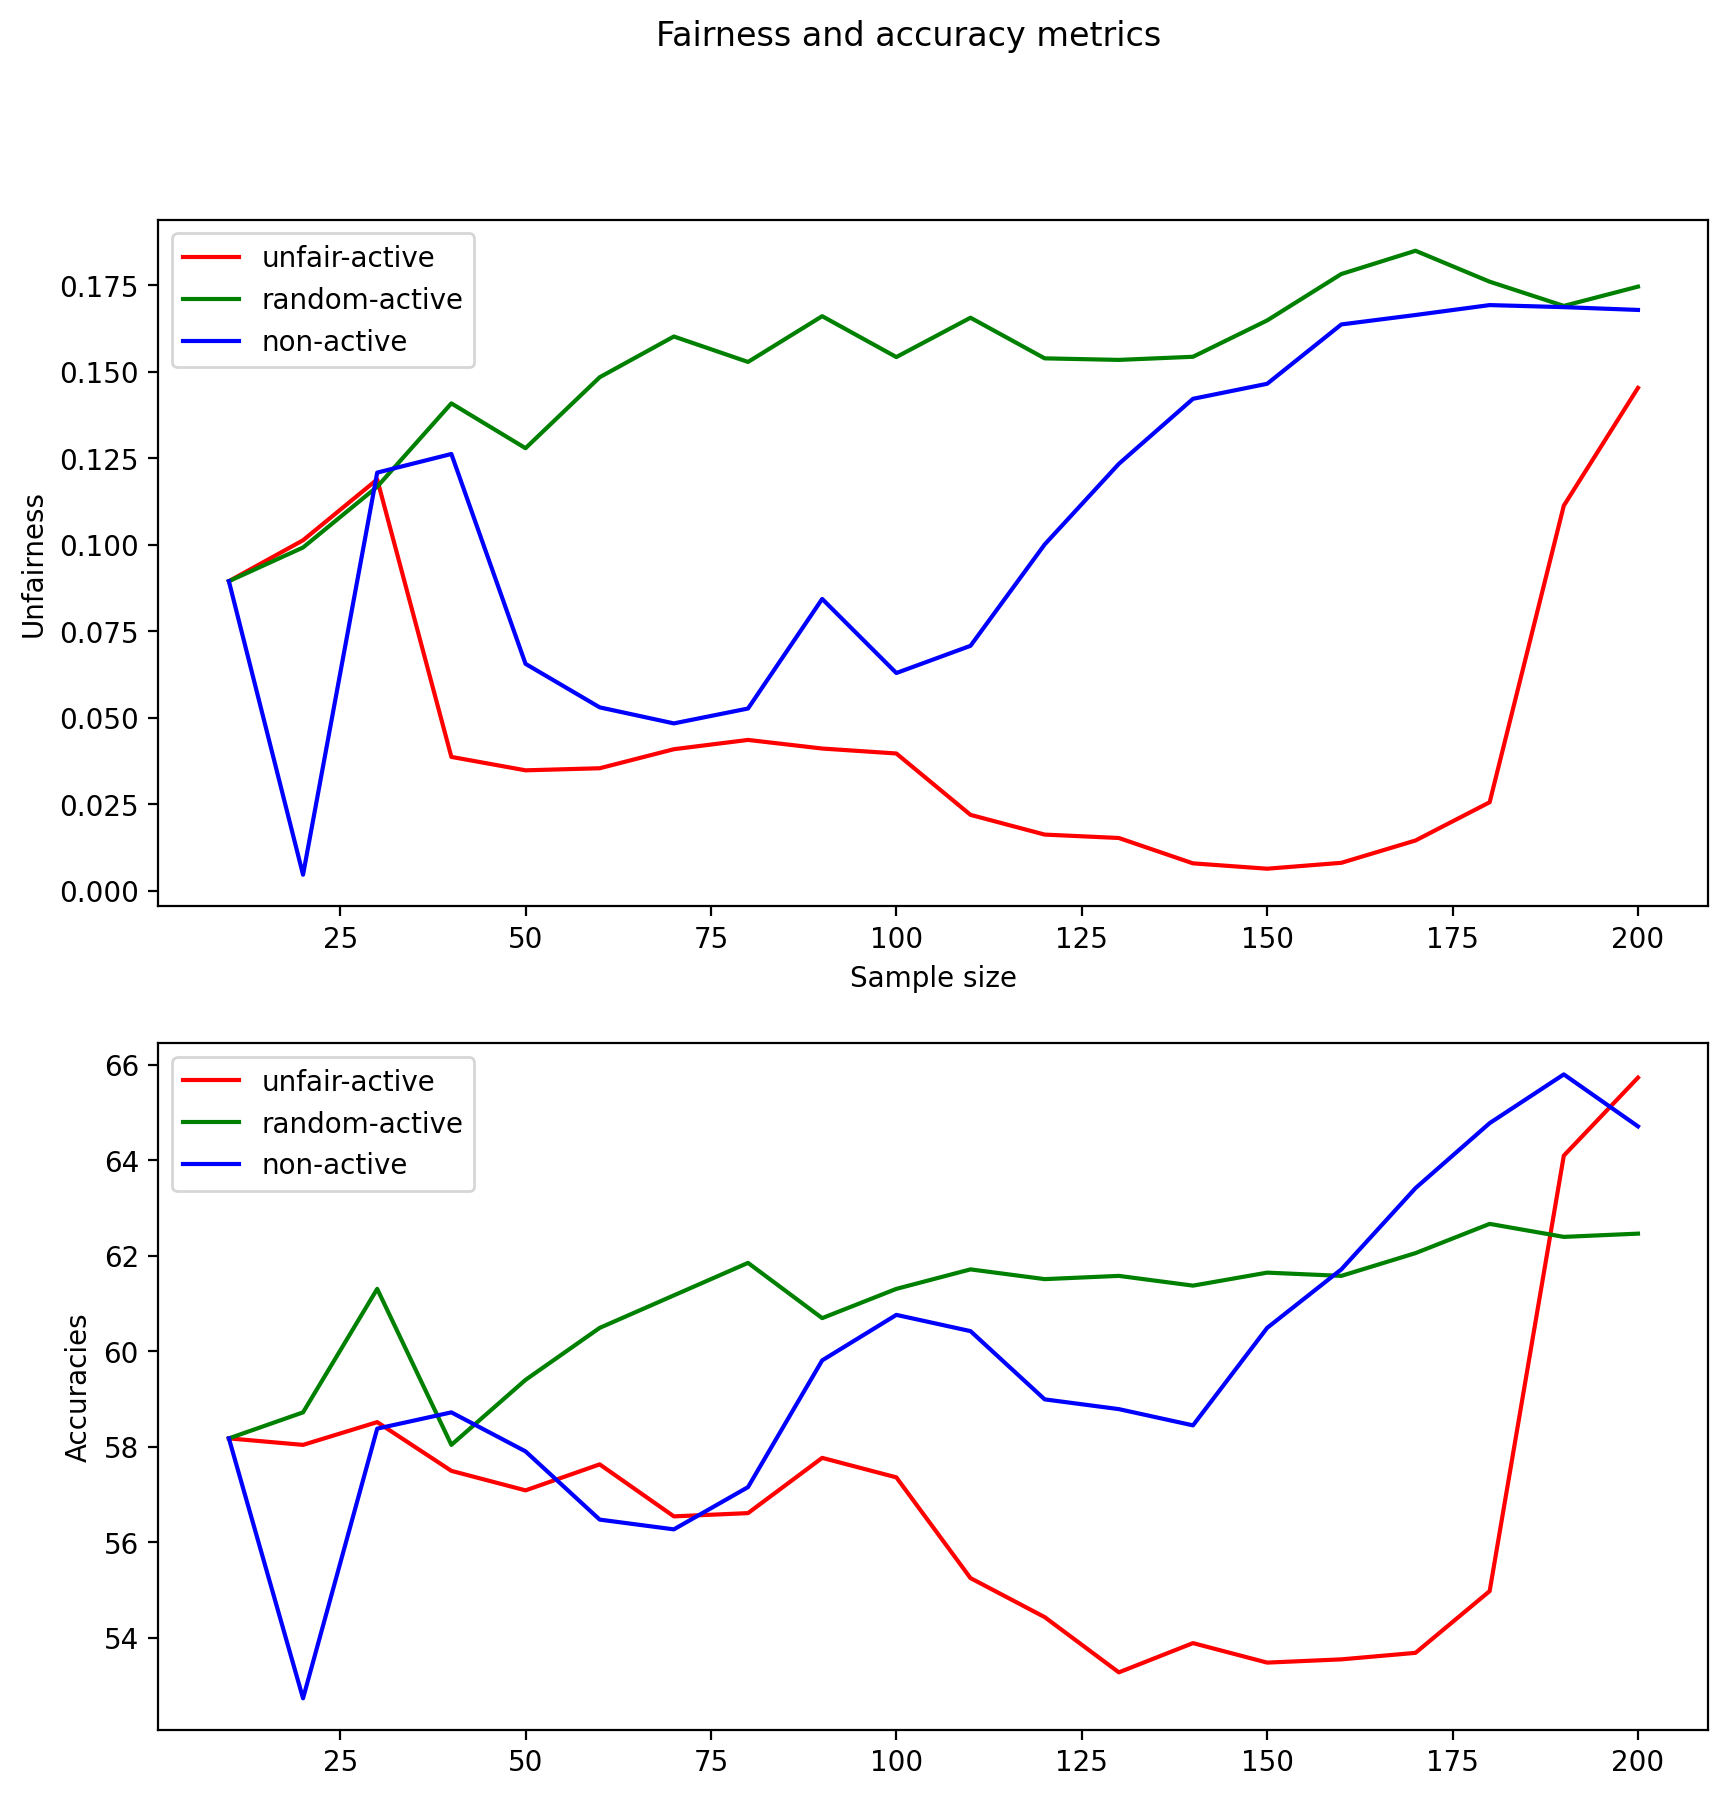 Fairness and accuracy metrics
unfair-active
random-active
non-active
0.175
0.150
0.125
0.100
0.075
0.050
0.025
0.000
Unfairness
25 50 75 100 125 150 175 200
Sample size
unfair-active
random-active
non-active
66
64
62
60
58
56
54
Accuracies
25 50 75 100 125 150 175 200